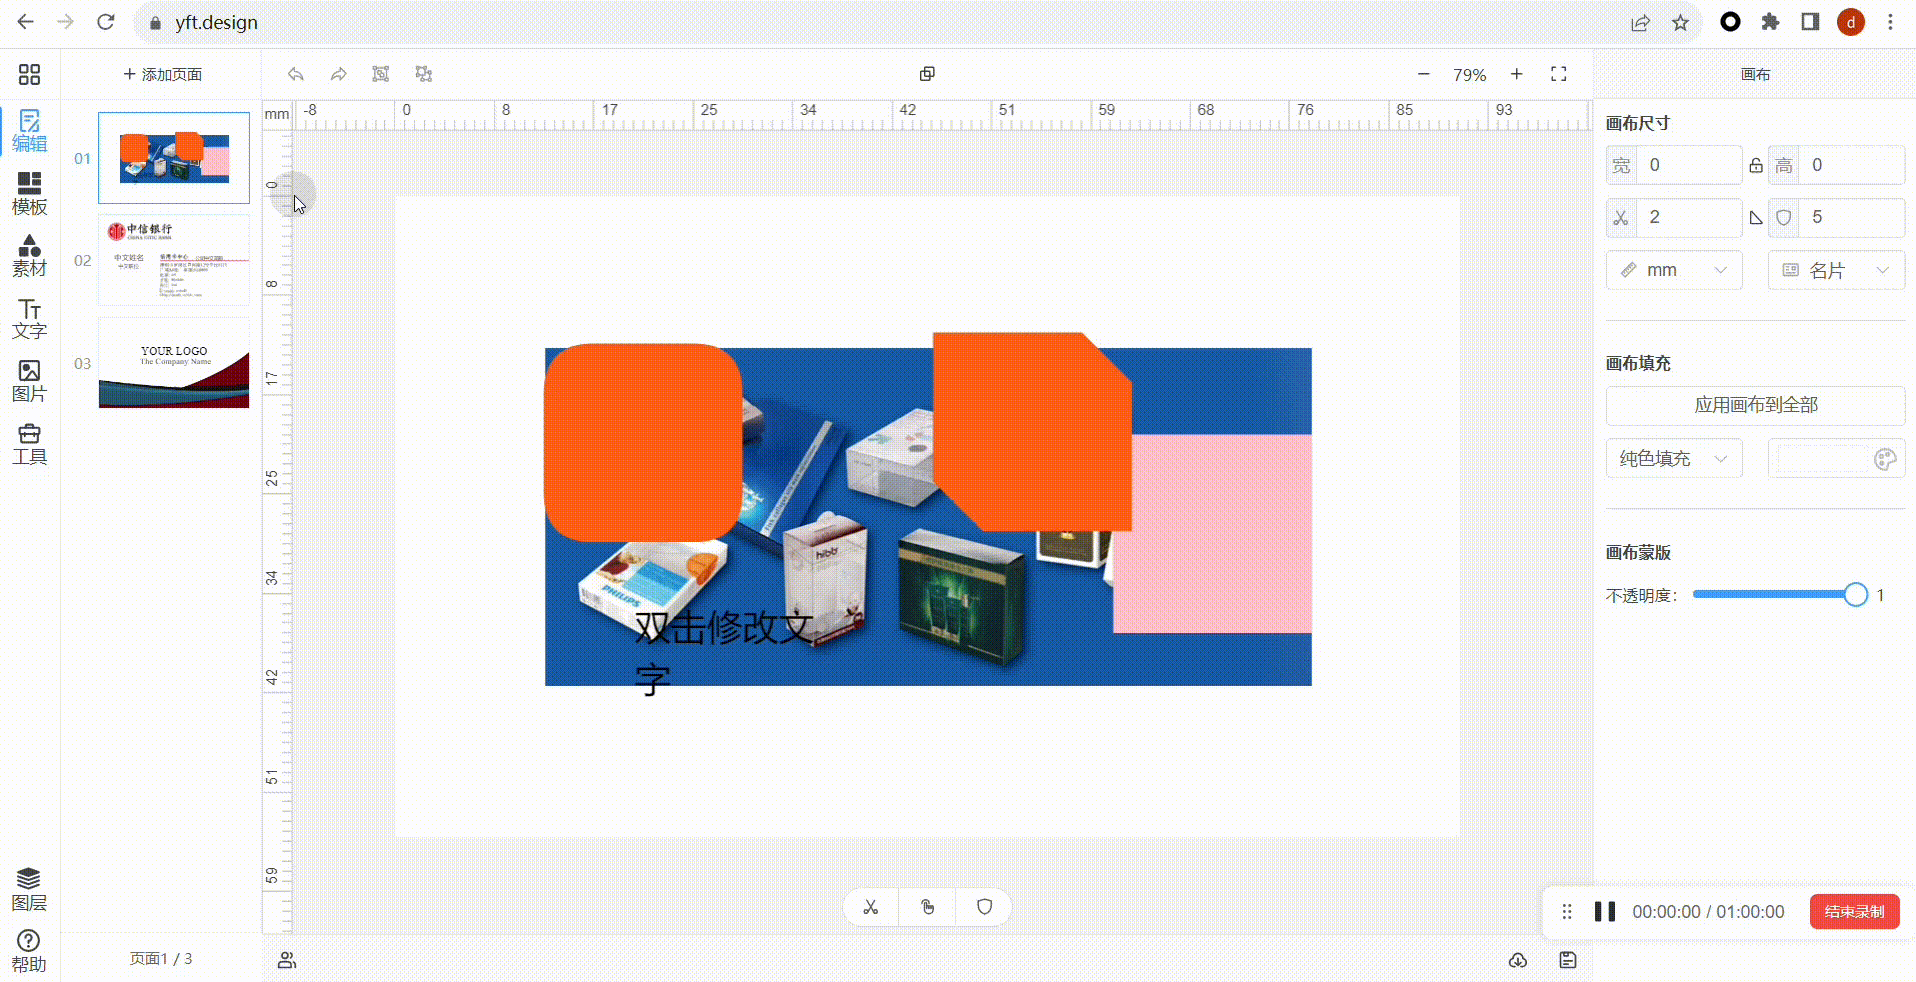 yft.design
d
添加页面
79%
画布
mm
-8 0 8 17 25 34 42 51 59 68 76 85 93
0
8
17
25
34
42
51
59
编辑
模板
素材
文字
图片
工具
图层
帮助
01
02
中信银行
CHINA CITIC BANK
中文姓名
03
YOUR LOGO
The Company Name
页面1 / 3
hibb
PHILIPS
双击修改文
字
画布尺寸
宽 0
高 0
2
5
mm
名片
画布填充
应用画布到全部
纯色填充
画布蒙版
不透明度：
1
00:00:00 / 01:00:00
结束录制